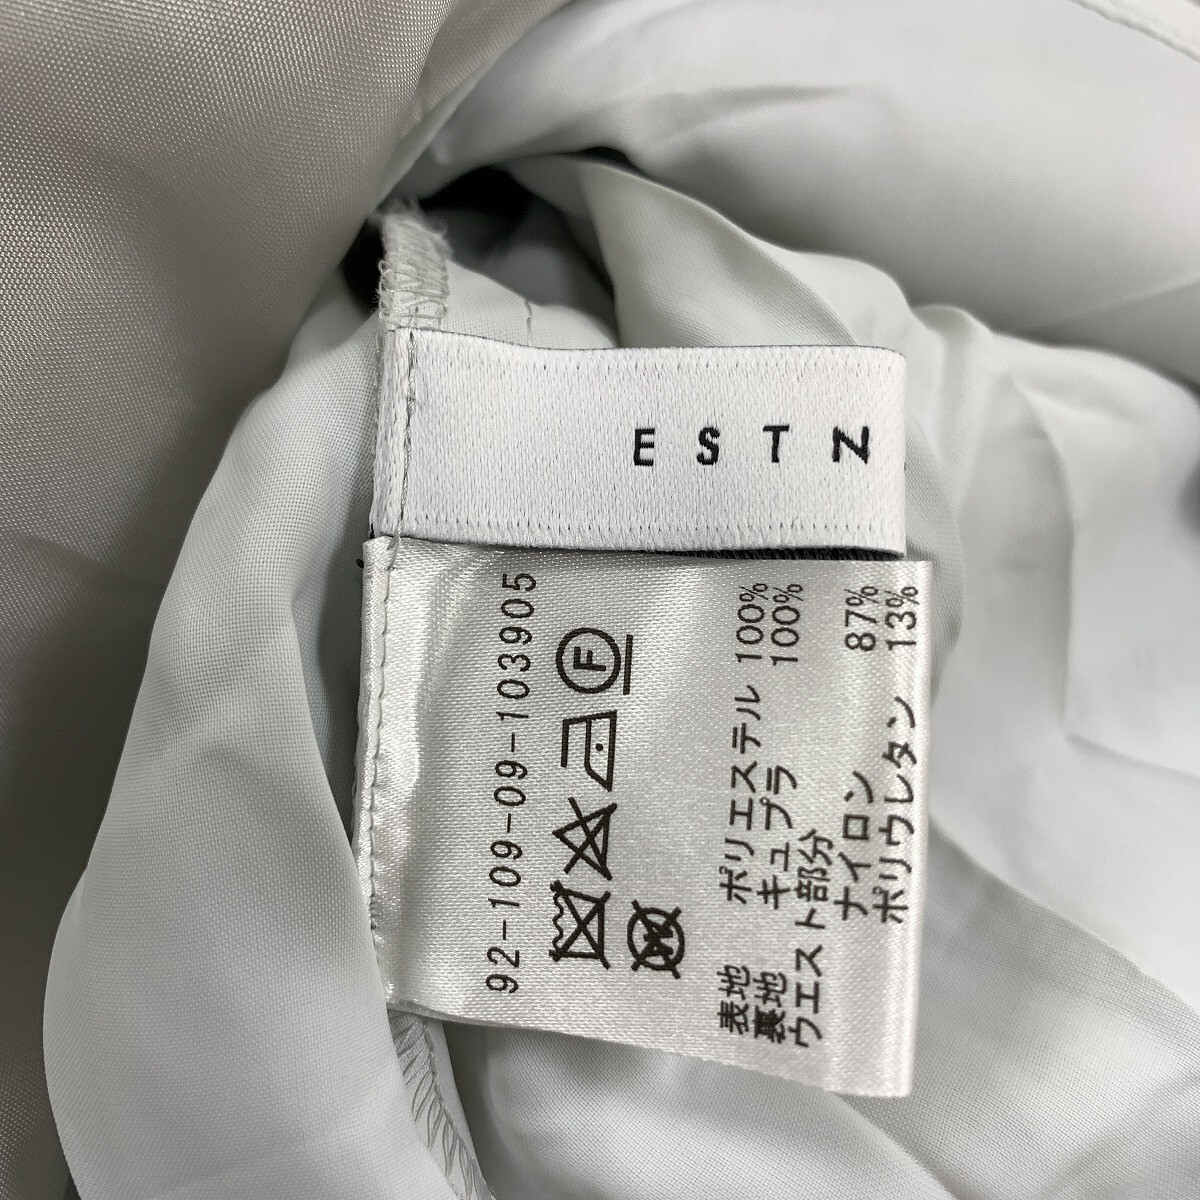 ESTN
92-109-09-09-103905
F
W
表地 ポリエステル 100%
裏地 キュプラ 100%
ウエスト部分
ナイロン 87%
ポリウレタン 13%